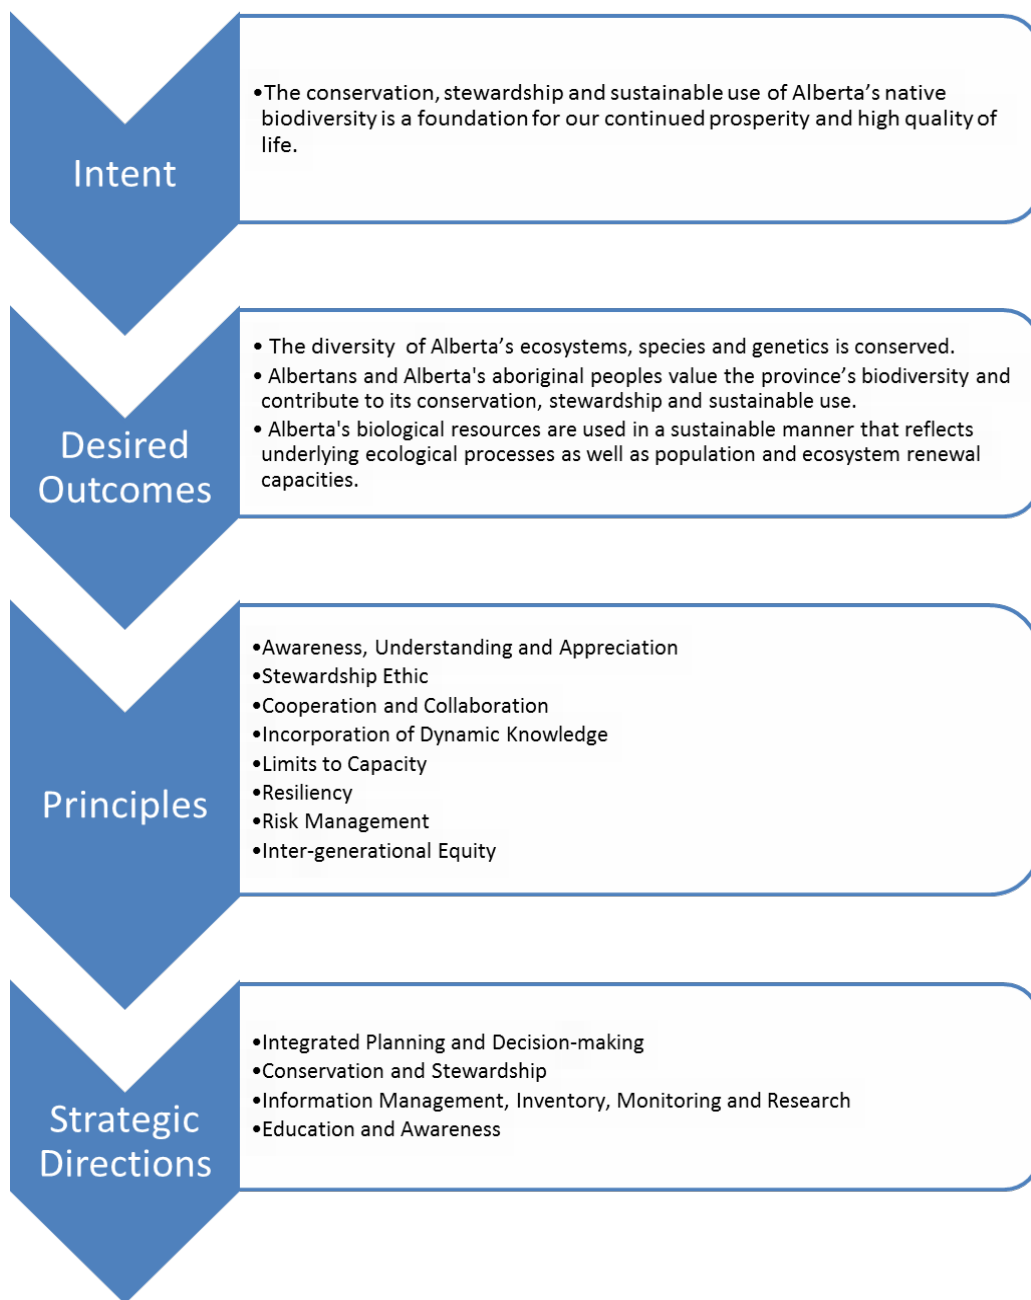 Intent
•The conservation, stewardship and sustainable use of Alberta’s native
biodiversity is a foundation for our continued prosperity and high quality of
life.
Desired
Outcomes
• The diversity  of Alberta’s ecosystems, species and genetics is conserved.
• Albertans and Alberta's aboriginal peoples value the province’s biodiversity and
contribute to its conservation, stewardship and sustainable use.
• Alberta's biological resources are used in a sustainable manner that reflects
underlying ecological processes as well as population and ecosystem renewal
capacities.
Principles
•Awareness, Understanding and Appreciation
•Stewardship Ethic
•Cooperation and Collaboration
•Incorporation of Dynamic Knowledge
•Limits to Capacity
•Resiliency
•Risk Management
•Inter-generational Equity
Strategic
Directions
•Integrated Planning and Decision-making
•Conservation and Stewardship
•Information Management, Inventory, Monitoring and Research
•Education and Awareness